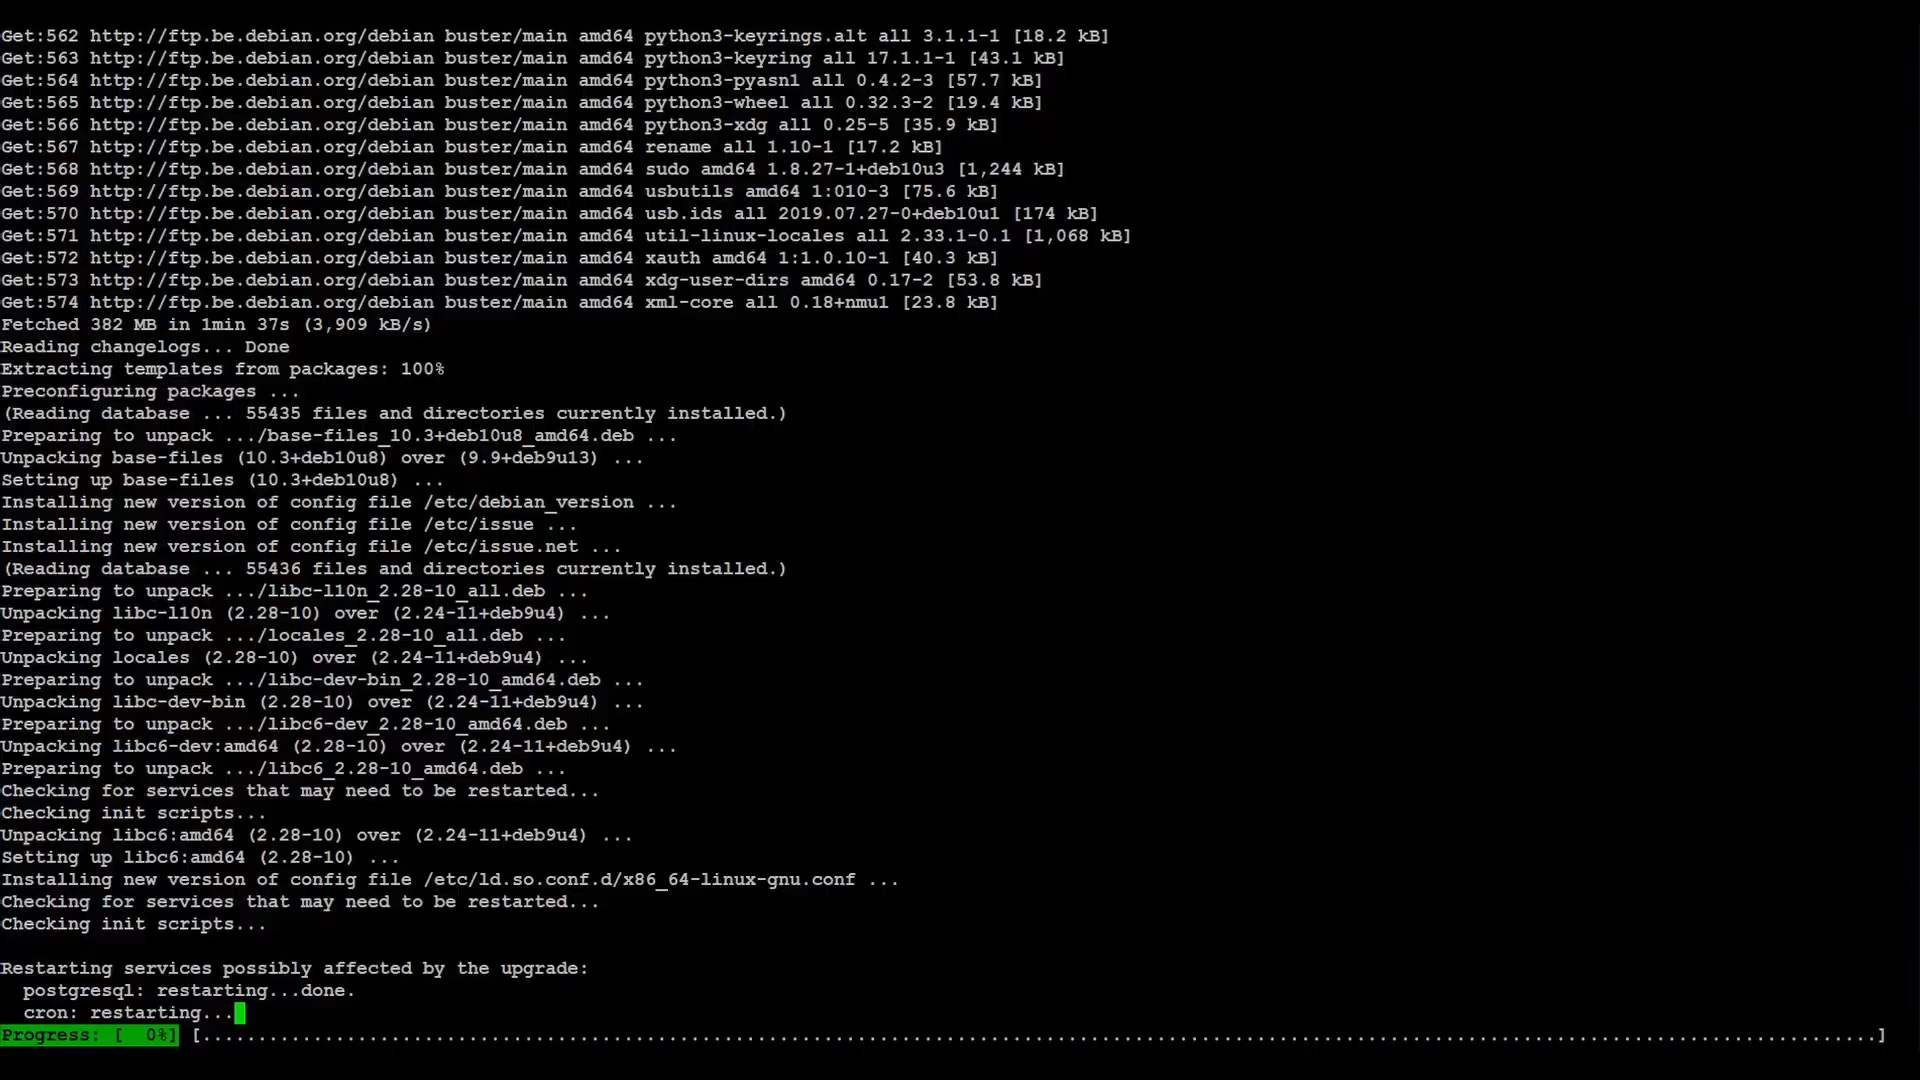 Get:562 http://ftp.be.debian.org/debian buster/main amd64 python3-keyrings.alt all 3.1.1-1 [18.2 kB]
Get:563 http://ftp.be.debian.org/debian buster/main amd64 python3-keyring all 17.1.1-1 [43.1 kB]
Get:564 http://ftp.be.debian.org/debian buster/main amd64 python3-pyasn1 all 0.4.2-3 [57.7 kB]
Get:565 http://ftp.be.debian.org/debian buster/main amd64 python3-wheel all 0.32.3-2 [19.4 kB]
Get:566 http://ftp.be.debian.org/debian buster/main amd64 python3-xdg all 0.25-5 [35.9 kB]
Get:567 http://ftp.be.debian.org/debian buster/main amd64 rename all 1.10-1 [17.2 kB]
Get:568 http://ftp.be.debian.org/debian buster/main amd64 sudo amd64 1.8.27-1+deb10u3 [1,244 kB]
Get:569 http://ftp.be.debian.org/debian buster/main amd64 usbutils amd64 1:010-3 [75.6 kB]
Get:570 http://ftp.be.debian.org/debian buster/main amd64 usb.ids all 2019.07.27-0+deb10u1 [174 kB]
Get:571 http://ftp.be.debian.org/debian buster/main amd64 util-linux-locales all 2.33.1-0.1 [1,068 kB]
Get:572 http://ftp.be.debian.org/debian buster/main amd64 xauth amd64 1:1.0.10-1 [40.3 kB]
Get:573 http://ftp.be.debian.org/debian buster/main amd64 xdg-user-dirs amd64 0.17-2 [53.8 kB]
Get:574 http://ftp.be.debian.org/debian buster/main amd64 xml-core all 0.18+nmu1 [23.8 kB]
Fetched 382 MB in 1min 37s (3,909 kB/s)
Reading changelogs... Done
Extracting templates from packages: 100%
Preconfiguring packages ...
(Reading database ... 55435 files and directories currently installed.)
Preparing to unpack .../base-files_10.3+deb10u8_amd64.deb ...
Unpacking base-files (10.3+deb10u8) over (9.9+deb9u13) ...
Setting up base-files (10.3+deb10u8) ...
Installing new version of config file /etc/debian_version ...
Installing new version of config file /etc/issue ...
Installing new version of config file /etc/issue.net ...
(Reading database ... 55436 files and directories currently installed.)
Preparing to unpack .../libc-l10n_2.28-10_all.deb ...
Unpacking libc-l10n (2.28-10) over (2.24-11+deb9u4) ...
Preparing to unpack .../locales_2.28-10_all.deb ...
Unpacking locales (2.28-10) over (2.24-11+deb9u4) ...
Preparing to unpack .../libc-dev-bin_2.28-10_amd64.deb ...
Unpacking libc-dev-bin (2.28-10) over (2.24-11+deb9u4) ...
Preparing to unpack .../libc6-dev_2.28-10_amd64.deb ...
Unpacking libc6-dev:amd64 (2.28-10) over (2.24-11+deb9u4) ...
Preparing to unpack .../libc6_2.28-10_amd64.deb ...
Checking for services that may need to be restarted...
Checking init scripts...
Unpacking libc6:amd64 (2.28-10) over (2.24-11+deb9u4) ...
Setting up libc6:amd64 (2.28-10) ...
Installing new version of config file /etc/ld.so.conf.d/x86_64-linux-gnu.conf ...
Checking for services that may need to be restarted...
Checking init scripts...
Restarting services possibly affected by the upgrade:
postgresql: restarting...done.
cron: restarting...
Progress: [  0%] [.......................................................................................................................................................]